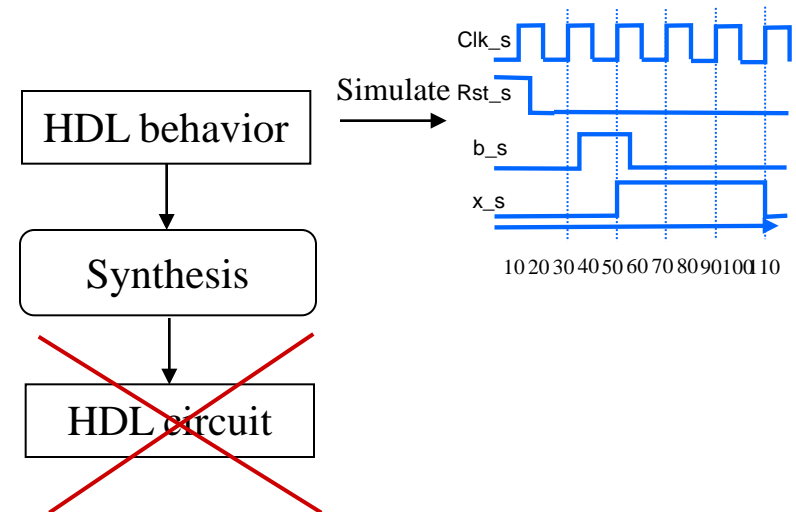 HDL behavior
Synthesis
HDL circuit
Simulate
Clk_s
Rst_s
b_s
x_s
10 20 30 40 50 60 70 80 90 100 110